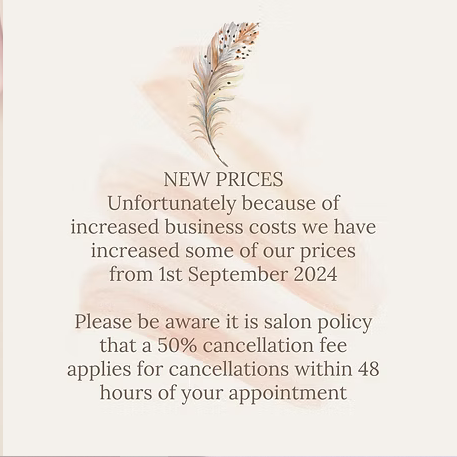 NEW PRICES
Unfortunately because of
increased business costs we have
increased some of our prices
from 1st September 2024
Please be aware it is salon policy
that a 50% cancellation fee
applies for cancellations within 48
hours of your appointment